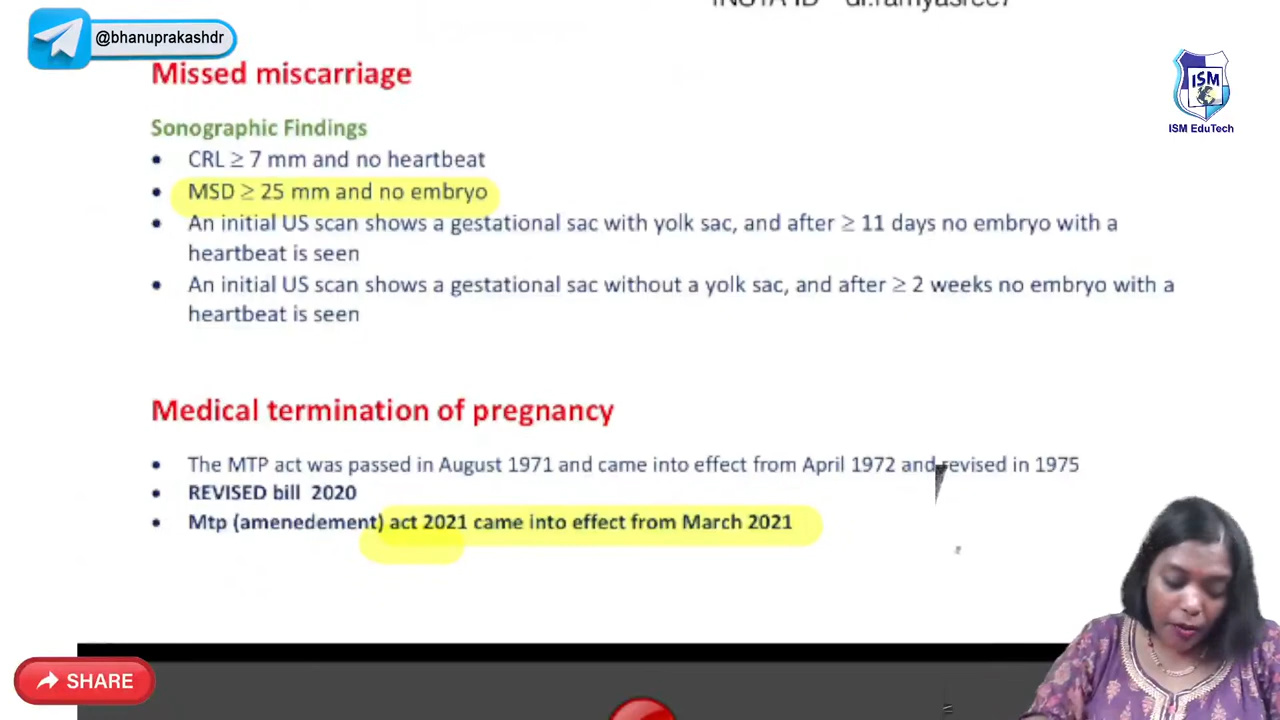 @bhanuprakashdr
Missed miscarriage
ISM
ISM EduTech
Sonographic Findings
• CRL ≥ 7 mm and no heartbeat
• MSD ≥ 25 mm and no embryo
• An initial US scan shows a gestational sac with yolk sac, and after ≥ 11 days no embryo with a
heartbeat is seen
• An initial US scan shows a gestational sac without a yolk sac, and after ≥ 2 weeks no embryo with a
heartbeat is seen
Medical termination of pregnancy
• The MTP act was passed in August 1971 and came into effect from April 1972 and revised in 1975
• REVISED bill 2020
• Mtp (amenedement) act 2021 came into effect from March 2021
SHARE